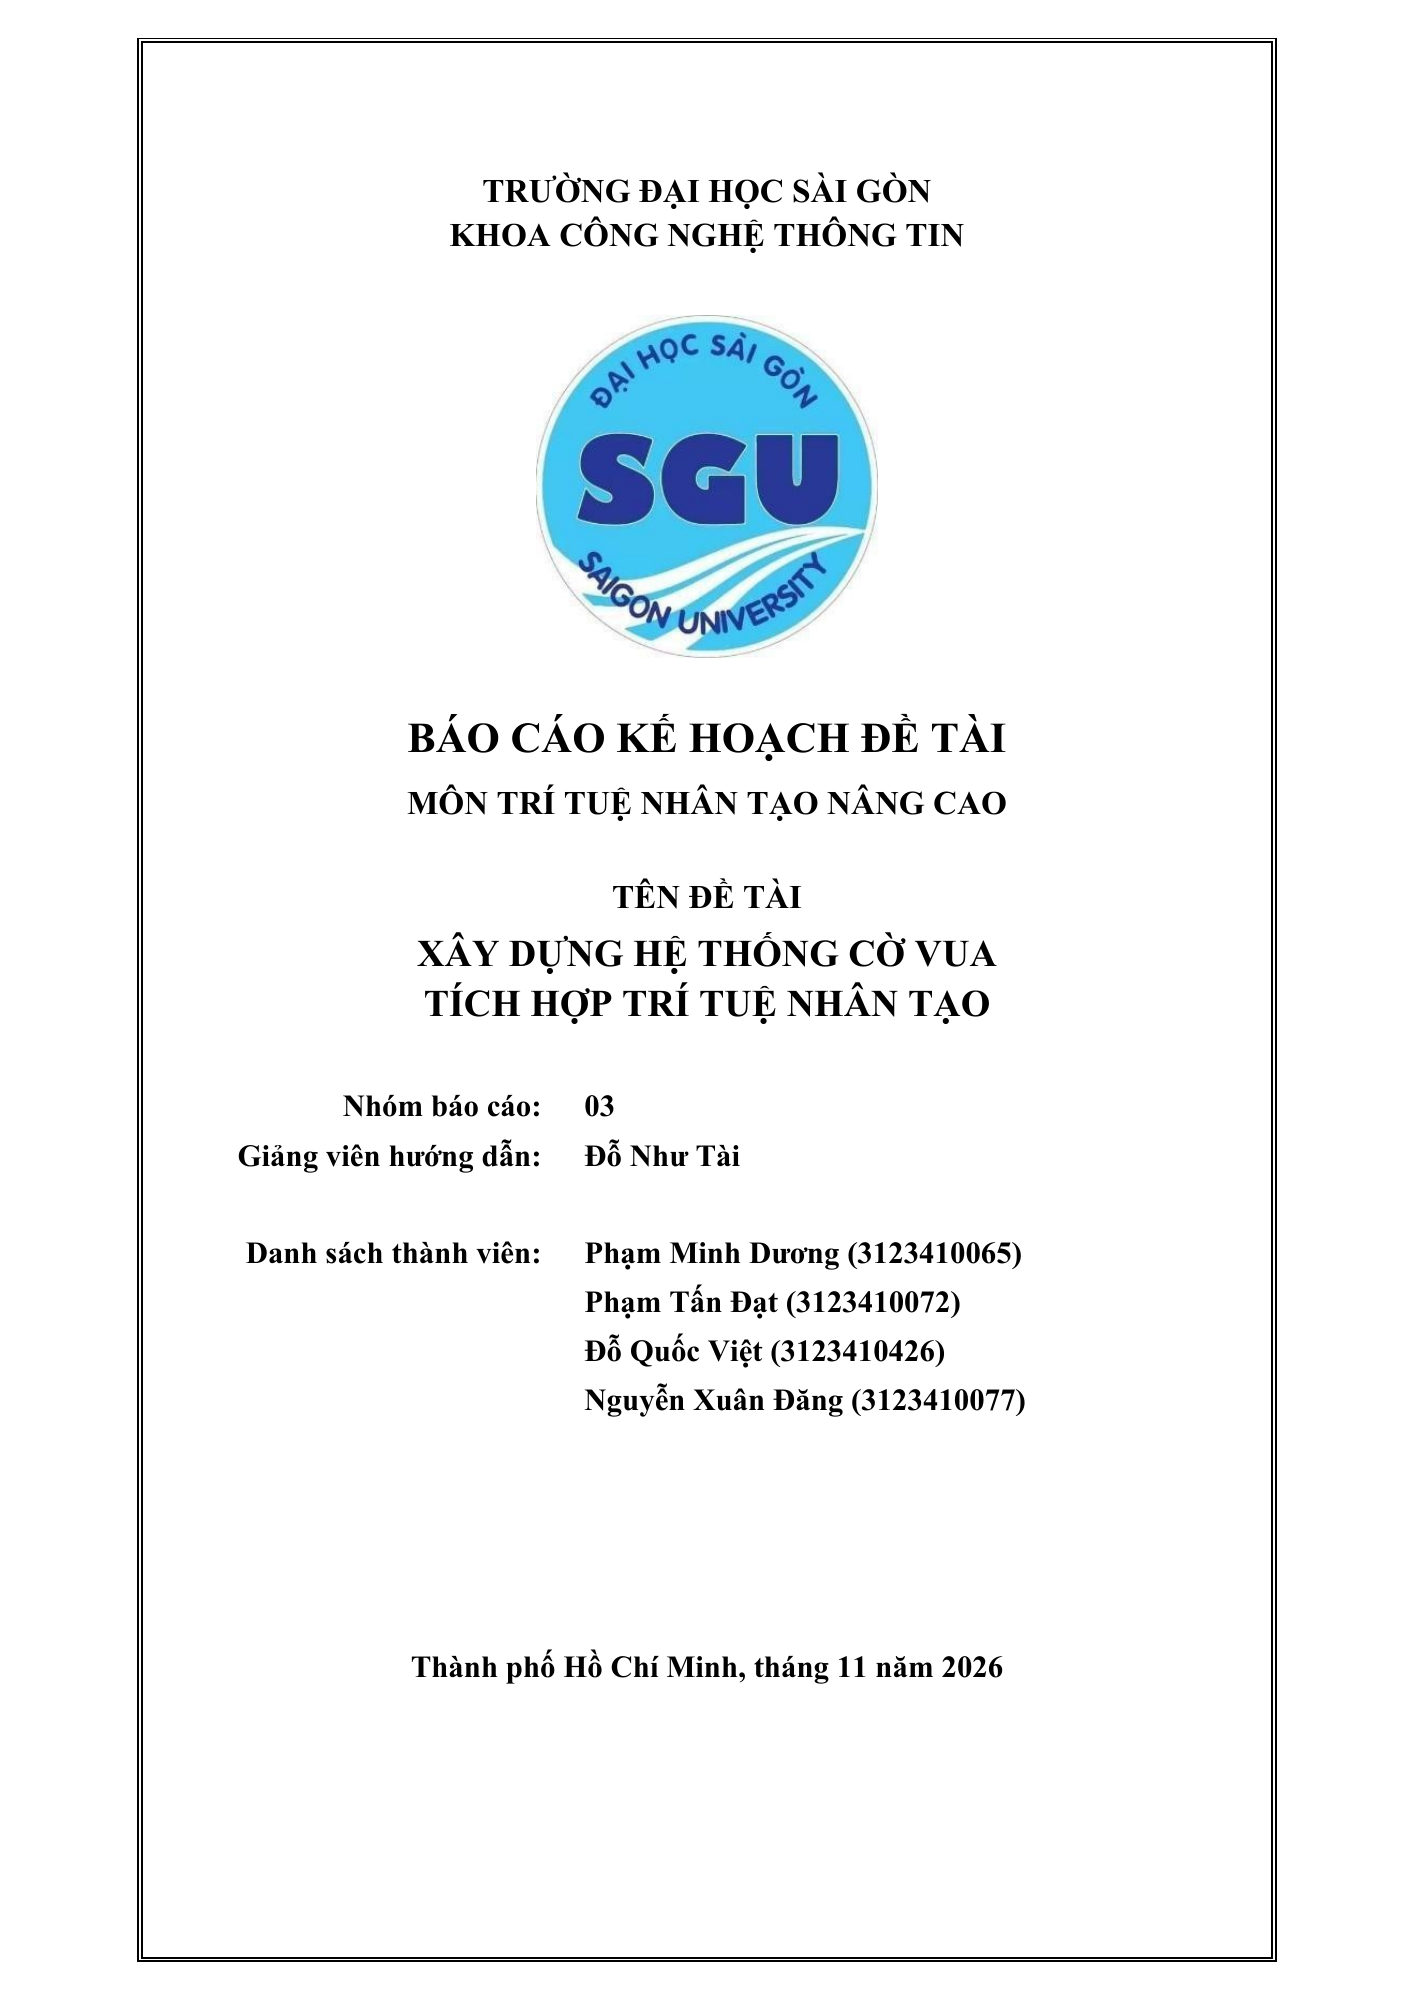 TRƯỜNG ĐẠI HỌC SÀI GÒN
KHOA CÔNG NGHỆ THÔNG TIN
ĐẠI HỌC SÀI GÒN
SGU
SAIGON UNIVERSITY
BÁO CÁO KẾ HOẠCH ĐỀ TÀI
MÔN TRÍ TUỆ NHÂN TẠO NÂNG CAO
TÊN ĐỀ TÀI
XÂY DỰNG HỆ THỐNG CỜ VUA
TÍCH HỢP TRÍ TUỆ NHÂN TẠO
Nhóm báo cáo: 03
Giảng viên hướng dẫn: Đỗ Như Tài
Danh sách thành viên: Phạm Minh Dương (3123410065)
Phạm Tấn Đạt (3123410072)
Đỗ Quốc Việt (3123410426)
Nguyễn Xuân Đăng (3123410077)
Thành phố Hồ Chí Minh, tháng 11 năm 2026